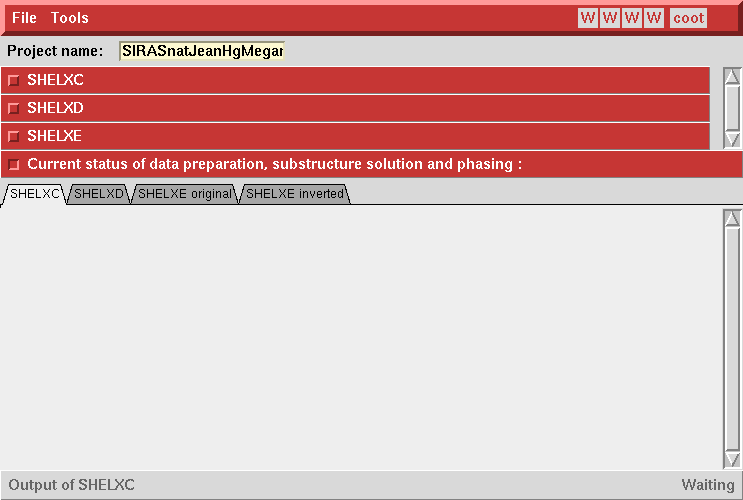 File Tools W W W W coot
Project name: SIRASnatJeanHgMegar
SHELXC
SHELXD
SHELXE
Current status of data preparation, substructure solution and phasing :
SHELXC SHELXD SHELXE original SHELXE inverted
Output of SHELXC Waiting